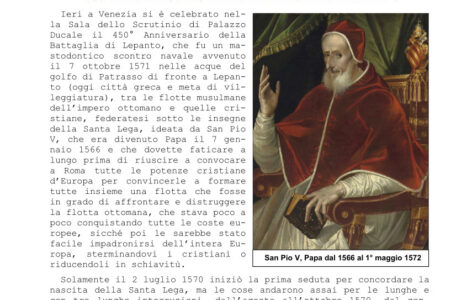 Ieri a Venezia si è celebrato nel-
la Sala dello Scrutinio di Palazzo
Ducale il 450° Anniversario della
Battaglia di Lepanto, che fu un ma-
stodontico scontro navale avvenuto
il 7 ottobre 1571 nelle acque del
golfo di Patrasso di fronte a Lepan-
to (oggi città greca e meta di vil-
leggiatura), tra le flotte musulmane
dell'impero ottomano e quelle cri-
stiane, federatesi sotto le insegne
della Santa Lega, ideata da San Pio
V, che era divenuto Papa il 7 gen-
naio 1566 e che dovette faticare a
lungo prima di riuscire a convocare
a Roma tutte le potenze cristiane
d'Europa per convincerle a formare
tutte insieme una flotta che fosse
in grado di affrontare e distrugge-
re la flotta ottomana, che stava poco a
poco conquistando tutte le coste euro-
pee, sicché poi le sarebbe stato
facile impadronirsi dell'intera Eu-
ropa, sterminandovi i cristiani o
riducendoli in schiavitù.
San Pio V, Papa dal 1566 al 1° maggio 1572
Solamente il 2 luglio 1570 iniziò la prima seduta per concordare la
nascita della Santa Lega, ma le cose andarono assai per le lunghe e